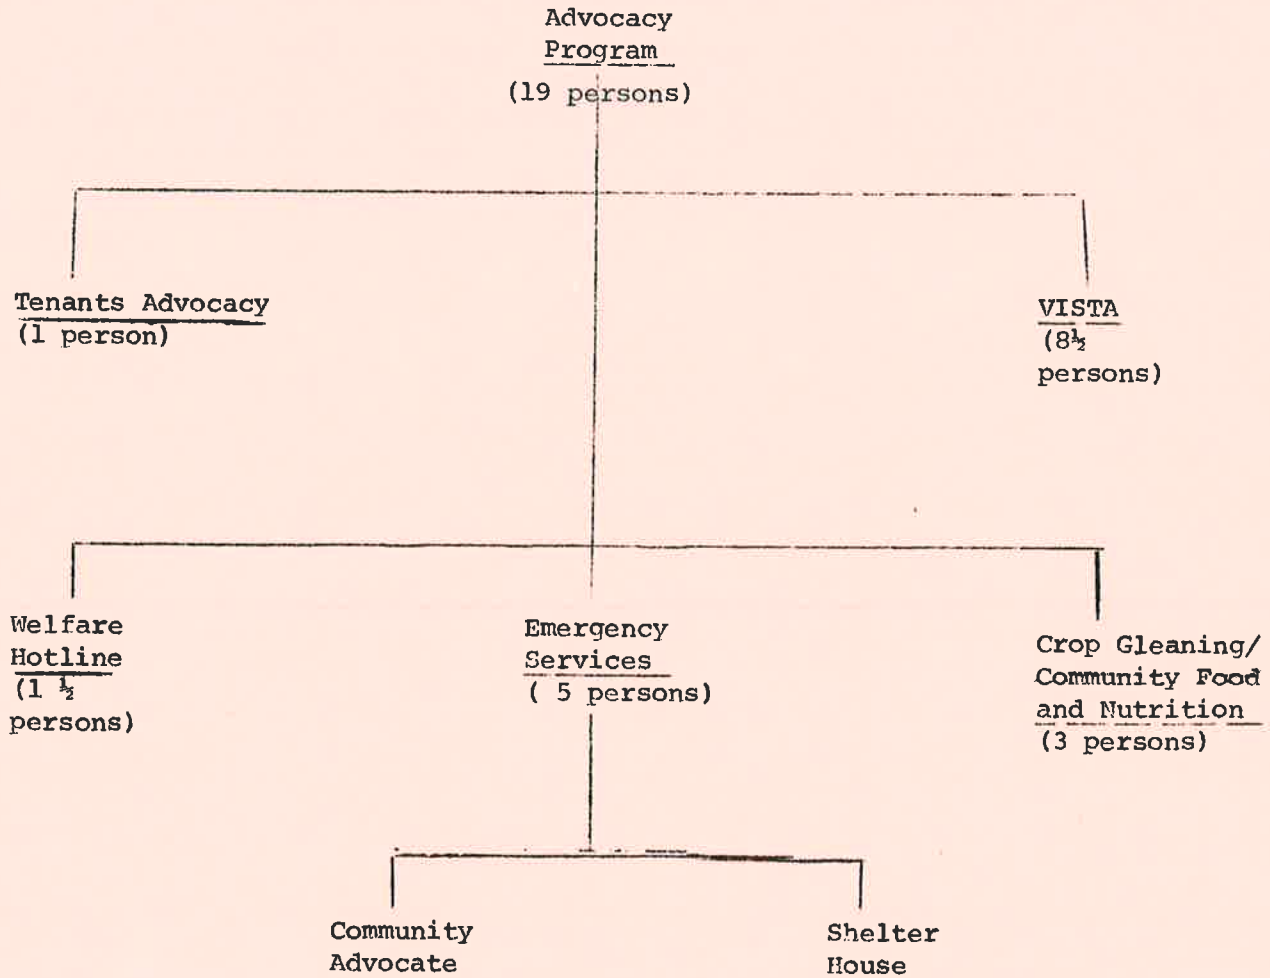 Advocacy
Program
(19 persons)
Tenants Advocacy
(1 person)
VISTA
(8½
persons)
Welfare
Hotline
(1 ½
persons)
Emergency
Services
( 5 persons)
Crop Gleaning/
Community Food
and Nutrition
(3 persons)
Community
Advocate
Shelter
House